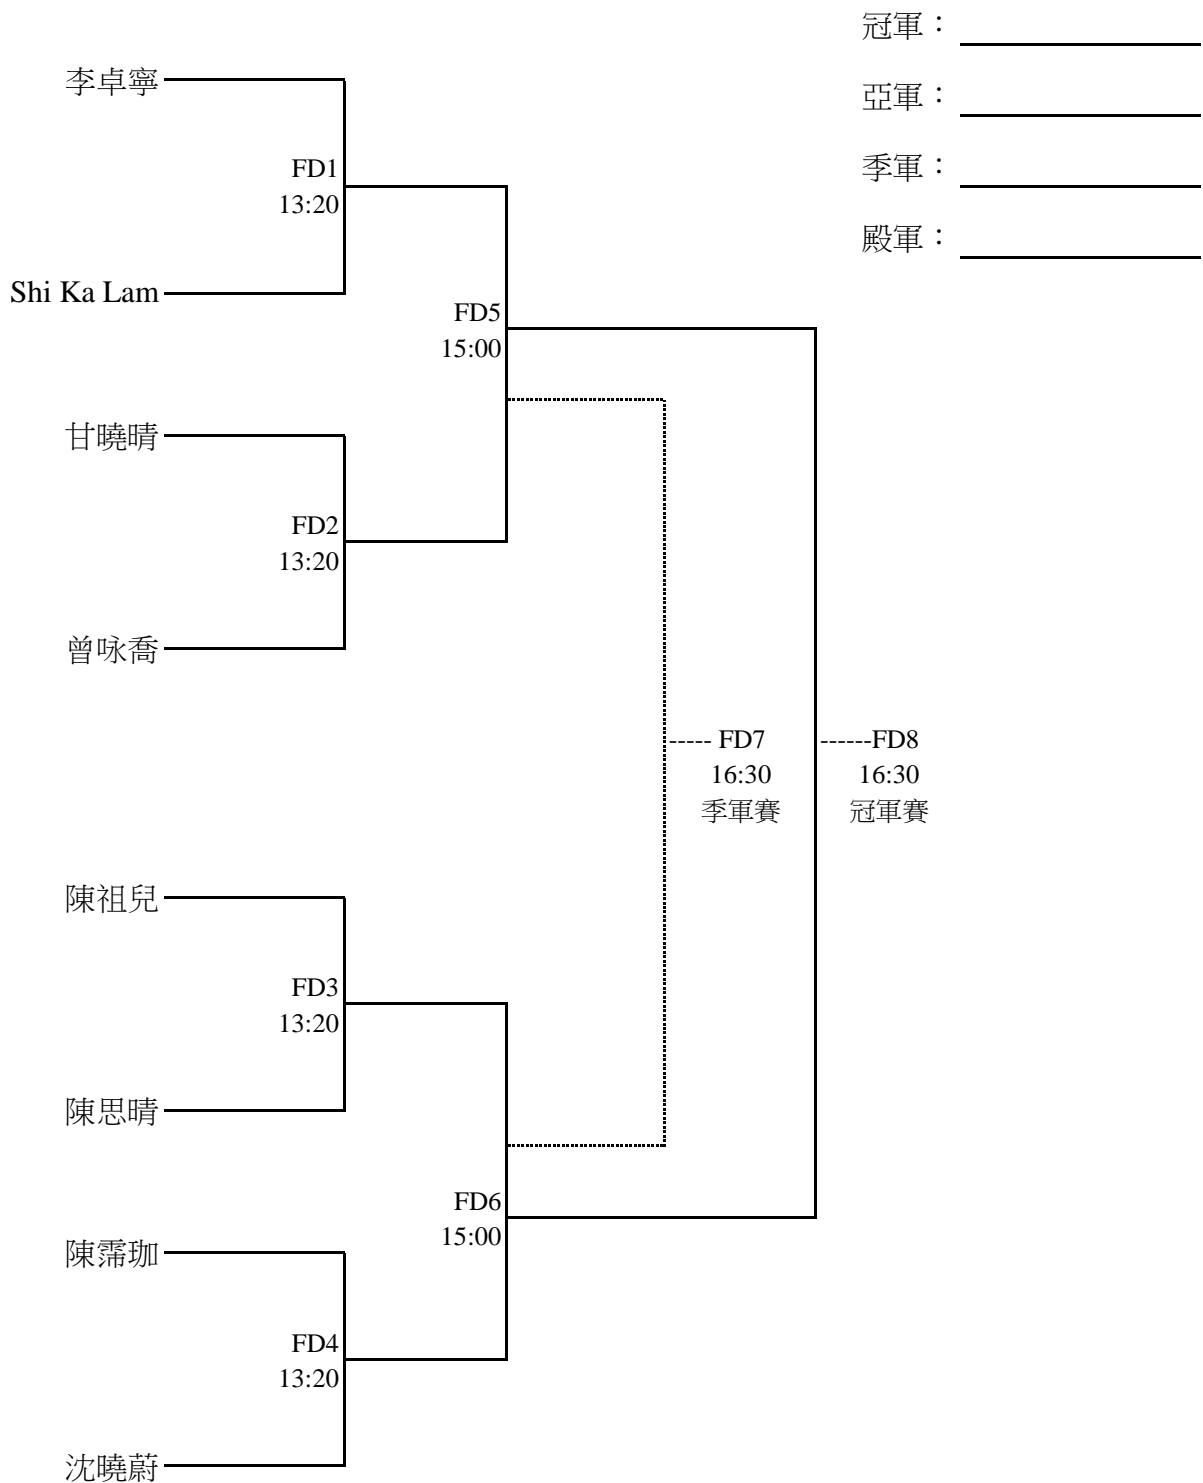 冠軍：
李卓寧
亞軍：
FD1
13:20
季軍：
殿軍：
Shi Ka Lam
FD5
15:00
甘曉晴
FD2
13:20
曾咏喬
----- FD7
16:30
季軍賽
------FD8
16:30
冠軍賽
陳祖兒
FD3
13:20
陳思晴
FD6
15:00
陳霈珈
FD4
13:20
沈曉蔚